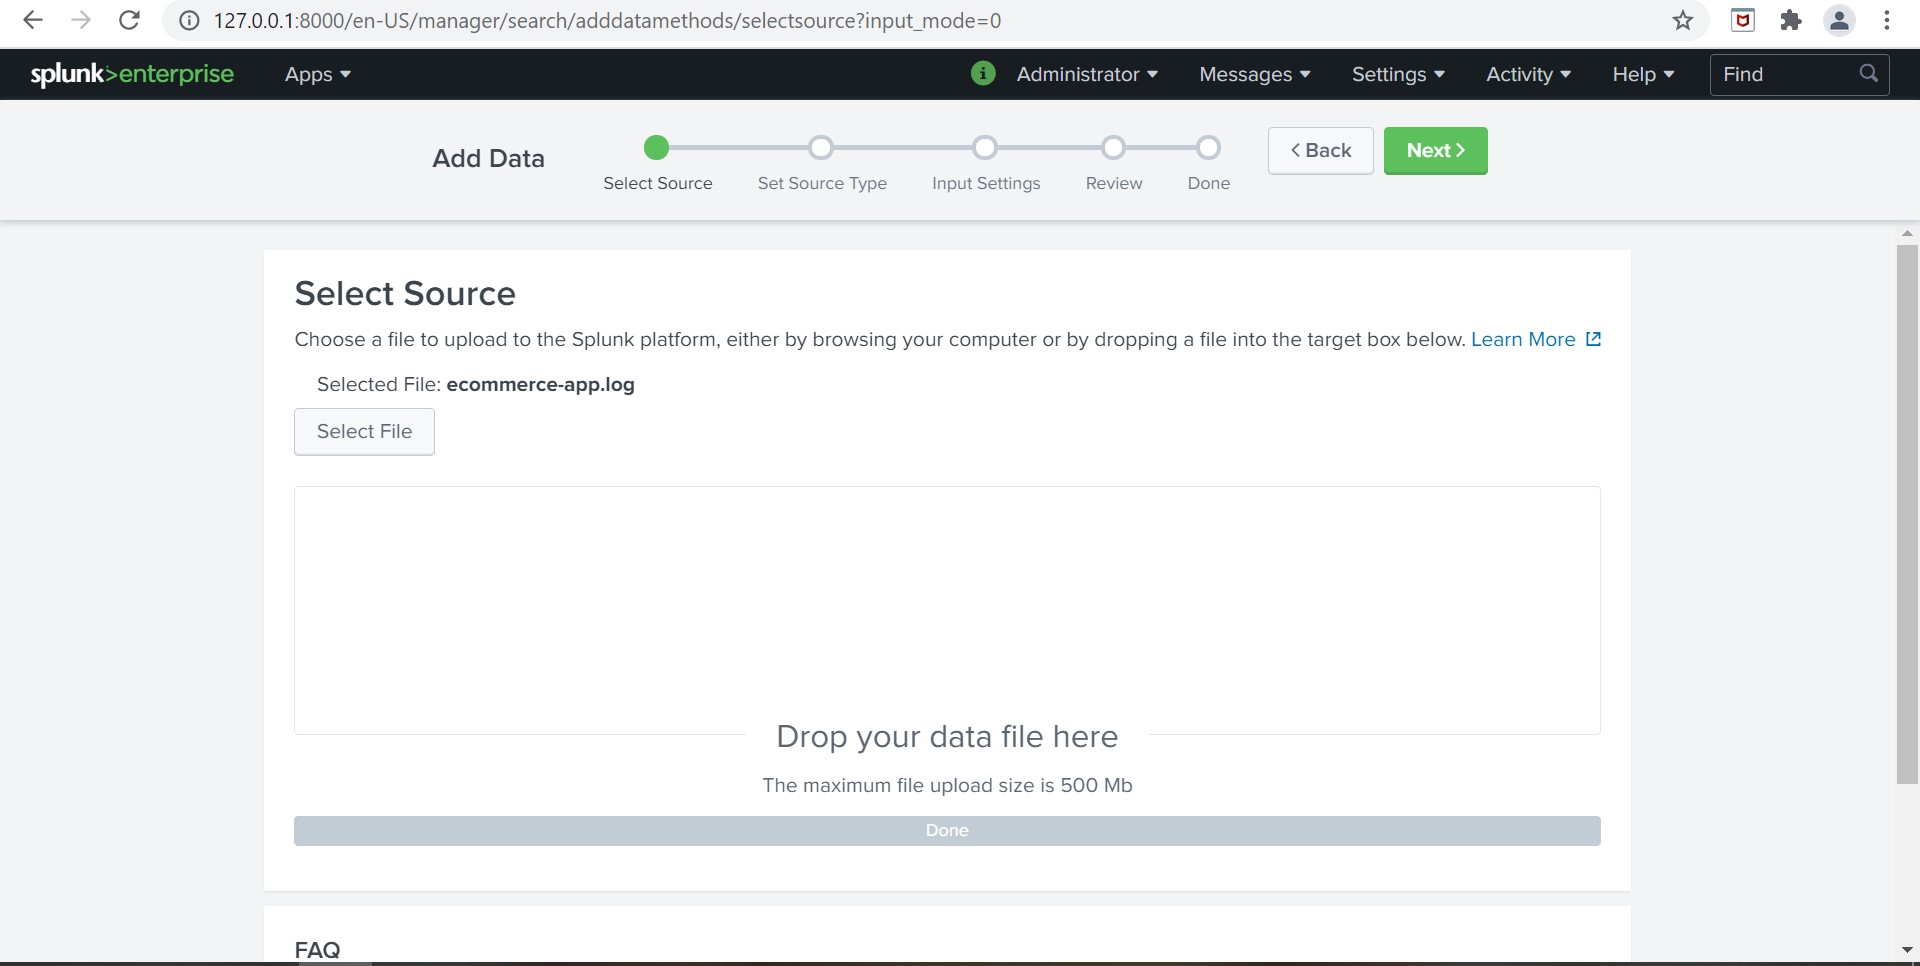 127.0.0.1:8000/en-US/manager/search/adddatamethods/selectsource?input_mode=0
splunk>enterprise Apps Administrator Messages Settings Activity Help Find
Add Data Select Source Set Source Type Input Settings Review Done < Back Next >
Select Source
Choose a file to upload to the Splunk platform, either by browsing your computer or by dropping a file into the target box below. Learn More
Selected File: ecommerce-app.log
Select File
Drop your data file here
The maximum file upload size is 500 Mb
Done
FAQ